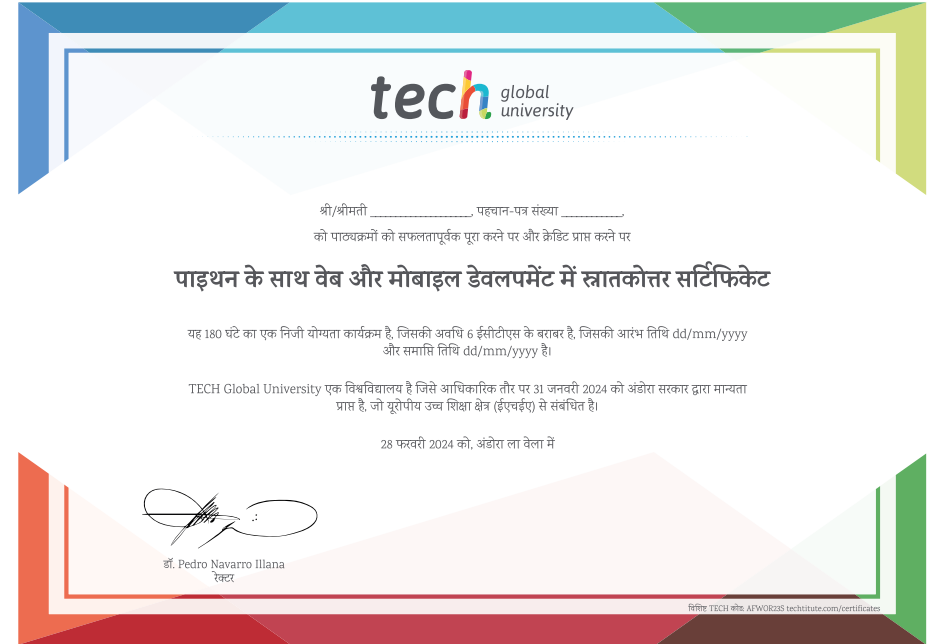 tech global
university
श्री/श्रीमती ____________________, पहचान-पत्र संख्या ____________,
को पाठ्यक्रमों को सफलतापूर्वक पूरा करने पर और क्रेडिट प्राप्त करने पर
पाइथन के साथ वेब और मोबाइल डेवलपमेंट में स्नातकोत्तर सर्टिफिकेट
यह 180 घंटे का एक निजी योग्यता कार्यक्रम है, जिसकी अवधि 6 ईसीटीएस के बराबर है, जिसकी आरंभ तिथि dd/mm/yyyy
और समाप्ति तिथि dd/mm/yyyy है।
TECH Global University एक विश्वविद्यालय है जिसे आधिकारिक तौर पर 31 जनवरी 2024 को अंडोरा सरकार द्वारा मान्यता
प्राप्त है, जो यूरोपीय उच्च शिक्षा क्षेत्र (ईएचईए) से संबंधित है।
28 फरवरी 2024 को, अंडोरा ला वेला में
डॉ. Pedro Navarro Illana
रेक्टर
विशिष्ट TECH कोड: AFWOR23S techtitute.com/certificates